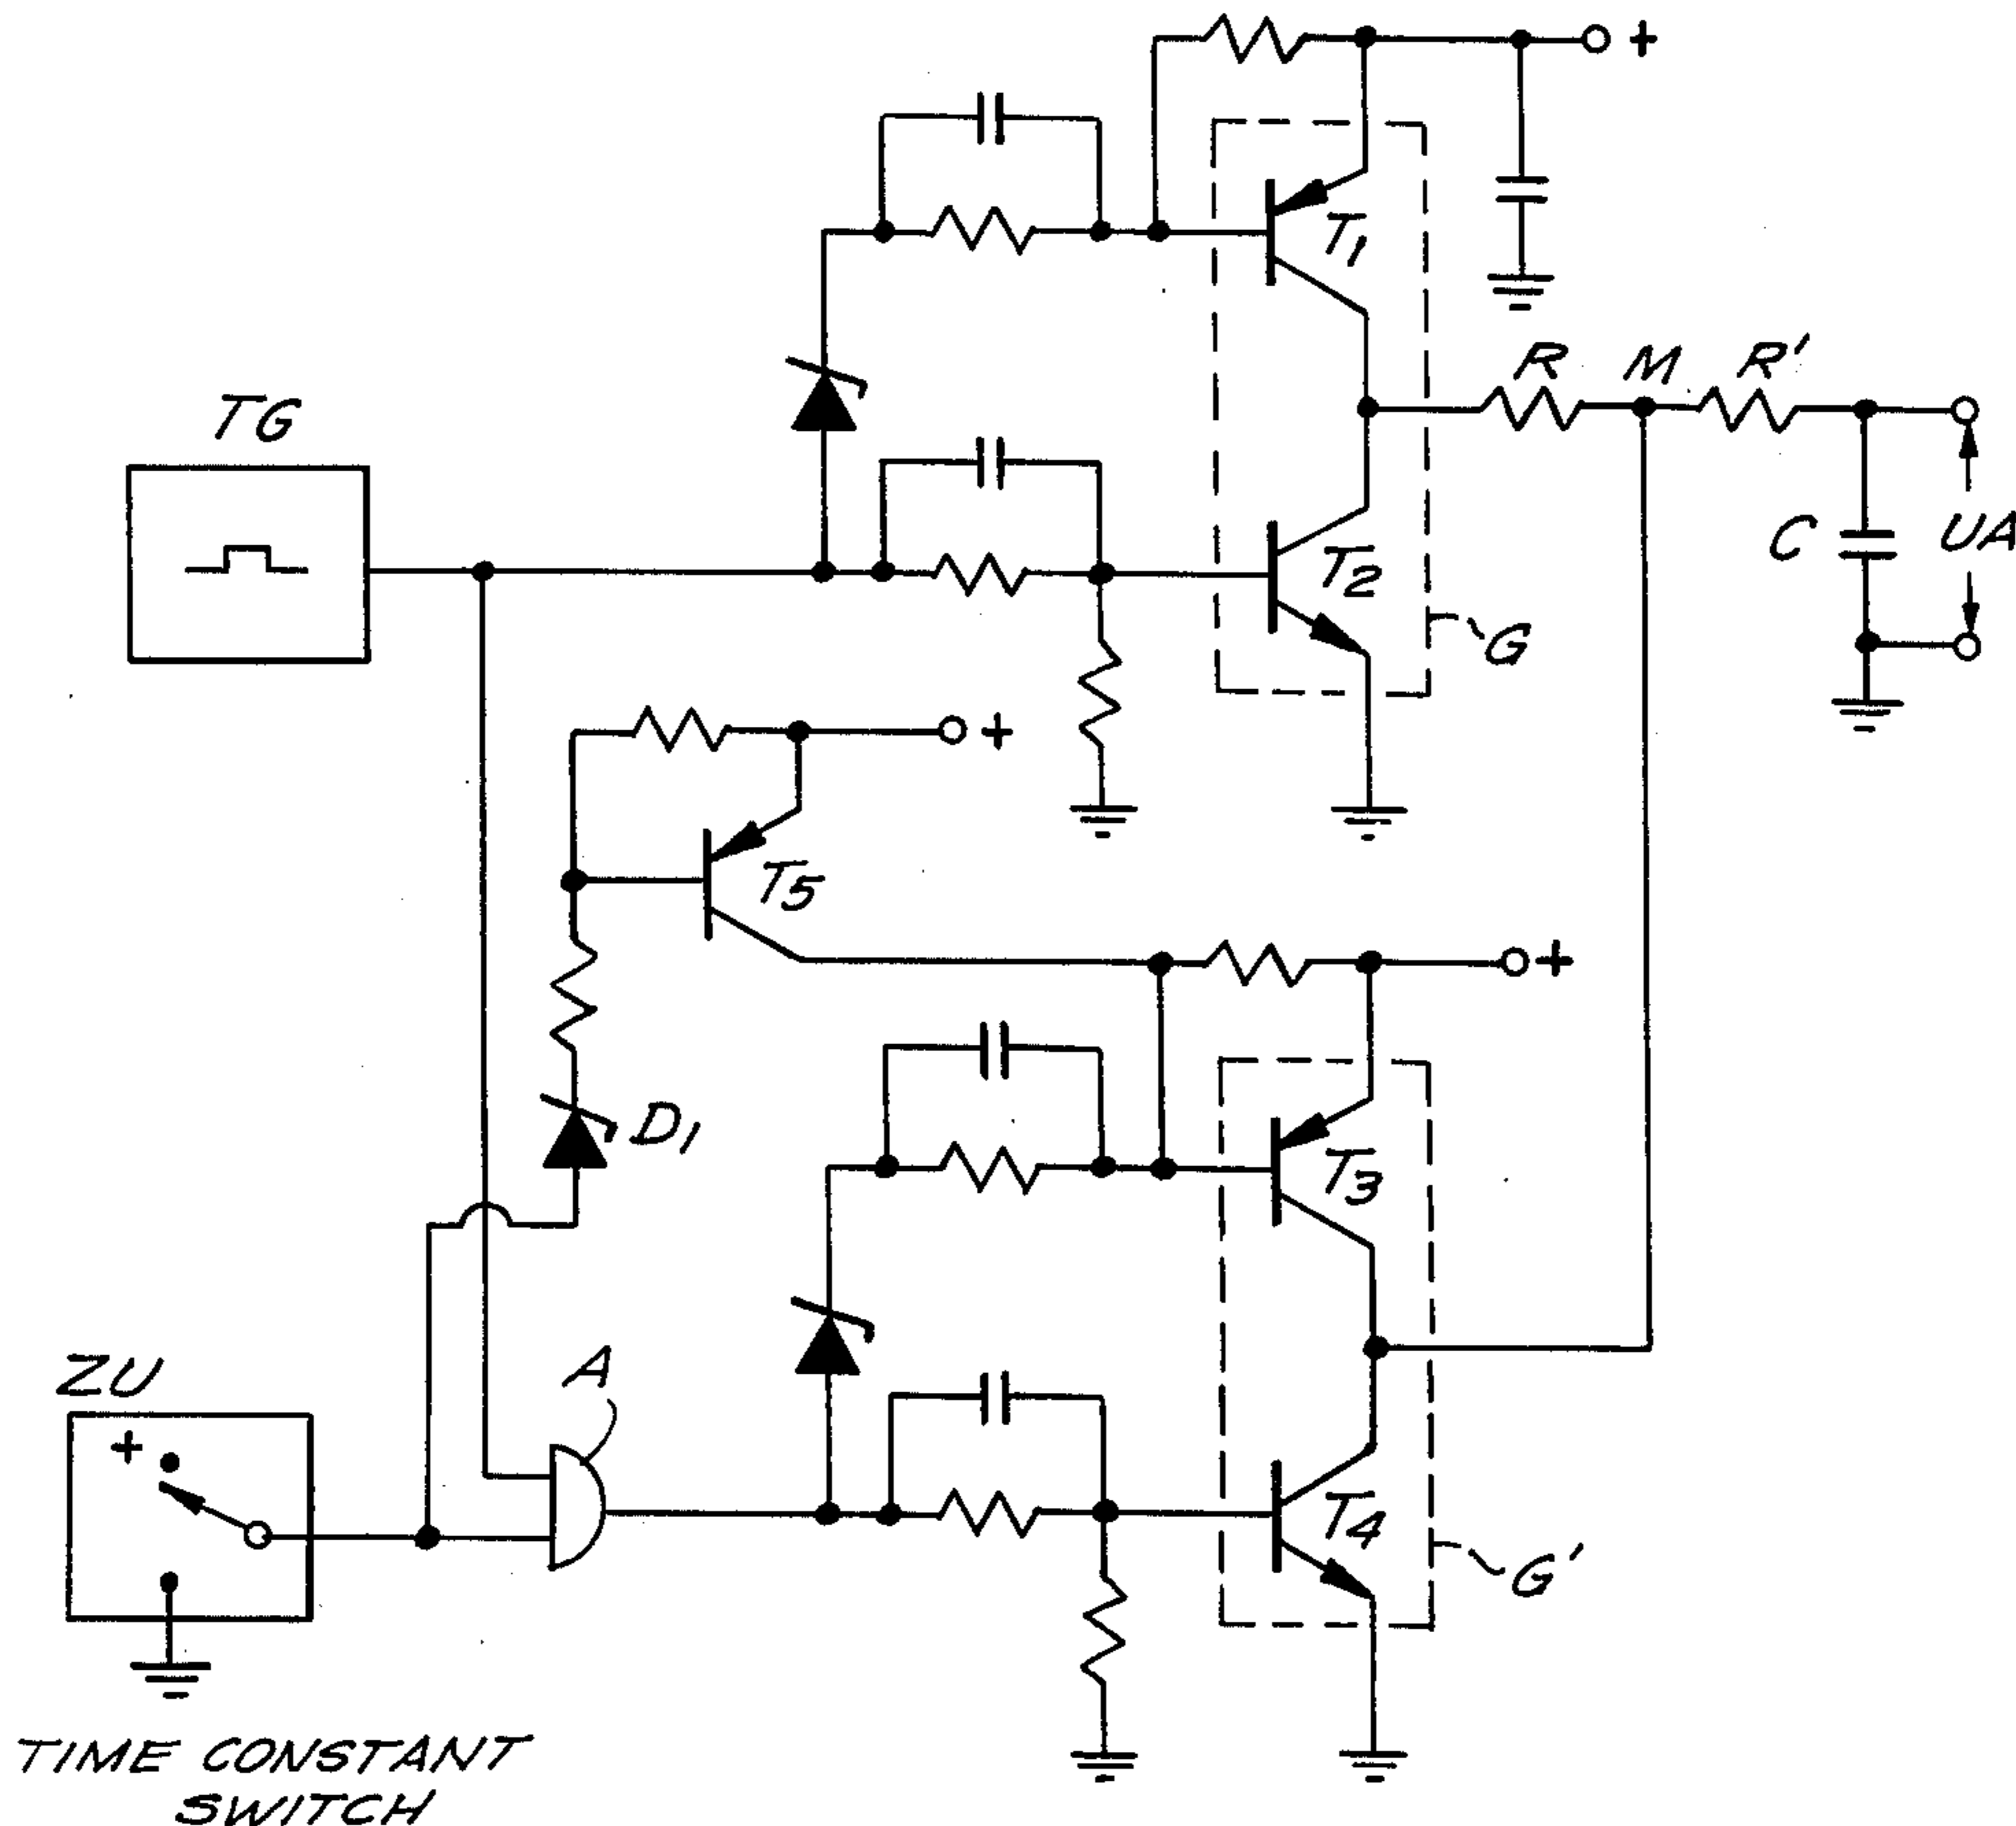 +
T1
R M R'
TG
C
UA
T2
G
+
T5
+
D1
T3
ZU
A
+
T4
G'
TIME CONSTANT
SWITCH